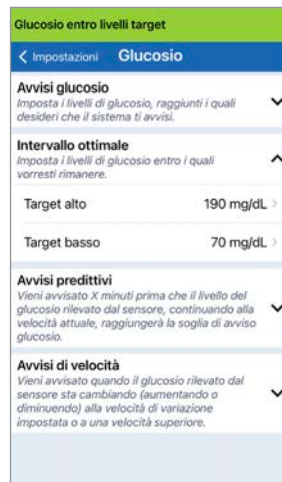 Glucosio entro livelli target
Impostazioni Glucosio
Avvisi glucosio
Imposta i livelli di glucosio, raggiunti i quali
desideri che il sistema ti avvisi.
Intervallo ottimale
Imposta i livelli di glucosio entro i quali
vorresti rimanere.
Target alto 190 mg/dL
Target basso 70 mg/dL
Avvisi predittivi
Vieni avvisato X minuti prima che il livello del
glucosio rilevato dal sensore, continuando alla
velocità attuale, raggiungerà la soglia di avviso
glucosio.
Avvisi di velocità
Vieni avvisato quando il glucosio rilevato dal
sensore sta cambiando (aumentando o
diminuendo) alla velocità di variazione
impostata o a una velocità superiore.